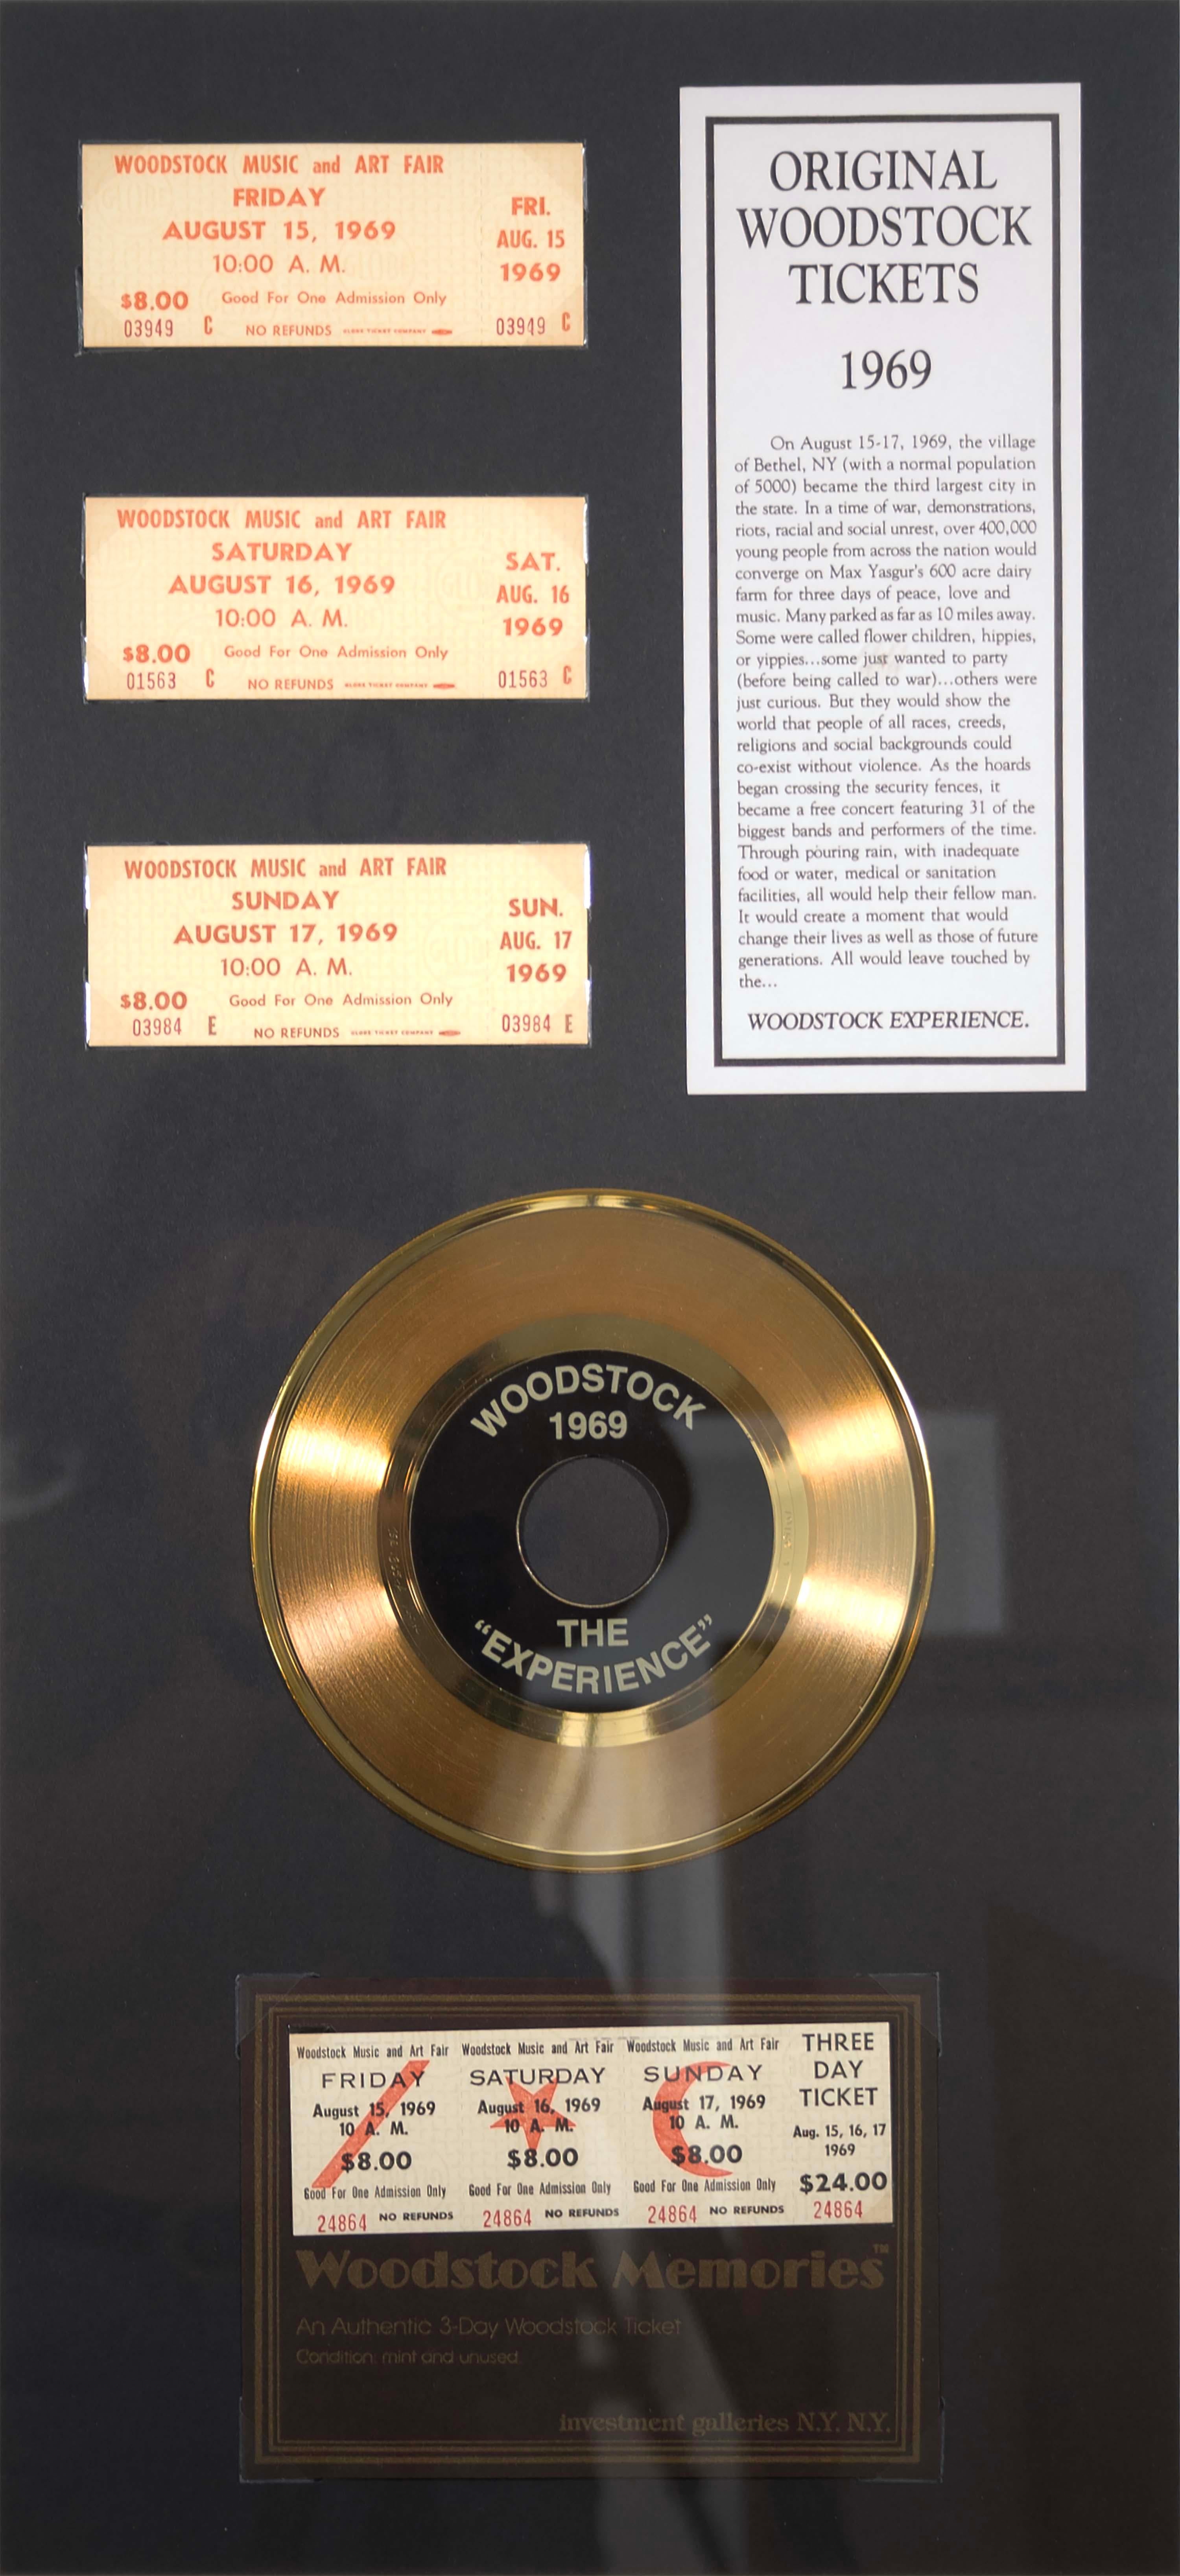 WOODSTOCK MUSIC and ART FAIR
FRIDAY
AUGUST 15, 1969
10:00 A. M.
$8.00 Good For One Admission Only
03949 C NO REFUNDS GLOBE TICKET COMPANY
FRI.
AUG. 15
1969
03949 C
WOODSTOCK MUSIC and ART FAIR
SATURDAY
AUGUST 16, 1969
10:00 A. M.
$8.00 Good For One Admission Only
01563 C NO REFUNDS GLOBE TICKET COMPANY
SAT.
AUG. 16
1969
01563 C
WOODSTOCK MUSIC and ART FAIR
SUNDAY
AUGUST 17, 1969
10:00 A. M.
$8.00 Good For One Admission Only
03984 E NO REFUNDS GLOBE TICKET COMPANY
SUN.
AUG. 17
1969
03984 E
ORIGINAL
WOODSTOCK
TICKETS
1969
On August 15-17, 1969, the village
of Bethel, NY (with a normal population
of 5000) became the third largest city in
the state. In a time of war, demonstrations,
riots, racial and social unrest, over 400,000
young people from across the nation would
converge on Max Yasgur's 600 acre dairy
farm for three days of peace, love and
music. Many parked as far as 10 miles away.
Some were called flower children, hippies,
or yippies...some just wanted to party
(before being called to war)...others were
just curious. But they would show the
world that people of all races, creeds,
religions and social backgrounds could
co-exist without violence. As the hoards
began crossing the security fences, it
became a free concert featuring 31 of the
biggest bands and performers of the time.
Through pouring rain, with inadequate
food or water, medical or sanitation
facilities, all would help their fellow man.
It would create a moment that would
change their lives as well as those of future
generations. All would leave touched by
the...
WOODSTOCK EXPERIENCE.
WOODSTOCK
1969
THE
"EXPERIENCE"
Woodstock Music and Art Fair
FRIDAY
August 15, 1969
10 A. M.
$8.00
Good For One Admission Only
24864 NO REFUNDS
Woodstock Music and Art Fair
SATURDAY
August 16, 1969
10 A. M.
$8.00
Good For One Admission Only
24864 NO REFUNDS
Woodstock Music and Art Fair
SUNDAY
August 17, 1969
10 A. M.
$8.00
Good For One Admission Only
24864 NO REFUNDS
THREE
DAY
TICKET
Aug. 15, 16, 17
1969
$24.00
24864
Woodstock Memories™
An Authentic 3-Day Woodstock Ticket
Condition: mint and unused
investment galleries N.Y. N.Y.